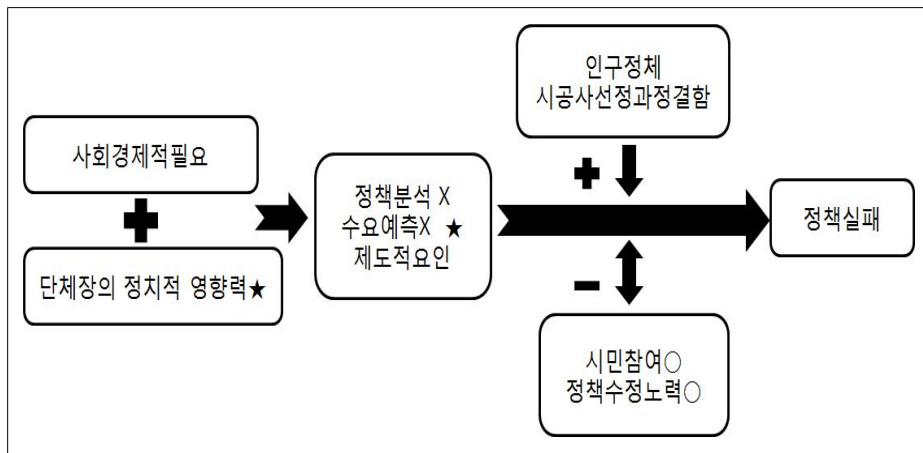 사회경제적필요
단체장의 정치적 영향력★
정책분석 X
수요예측X ★
제도적요인
인구정체
시공사선정과정결함
시민참여○
정책수정노력○
정책실패